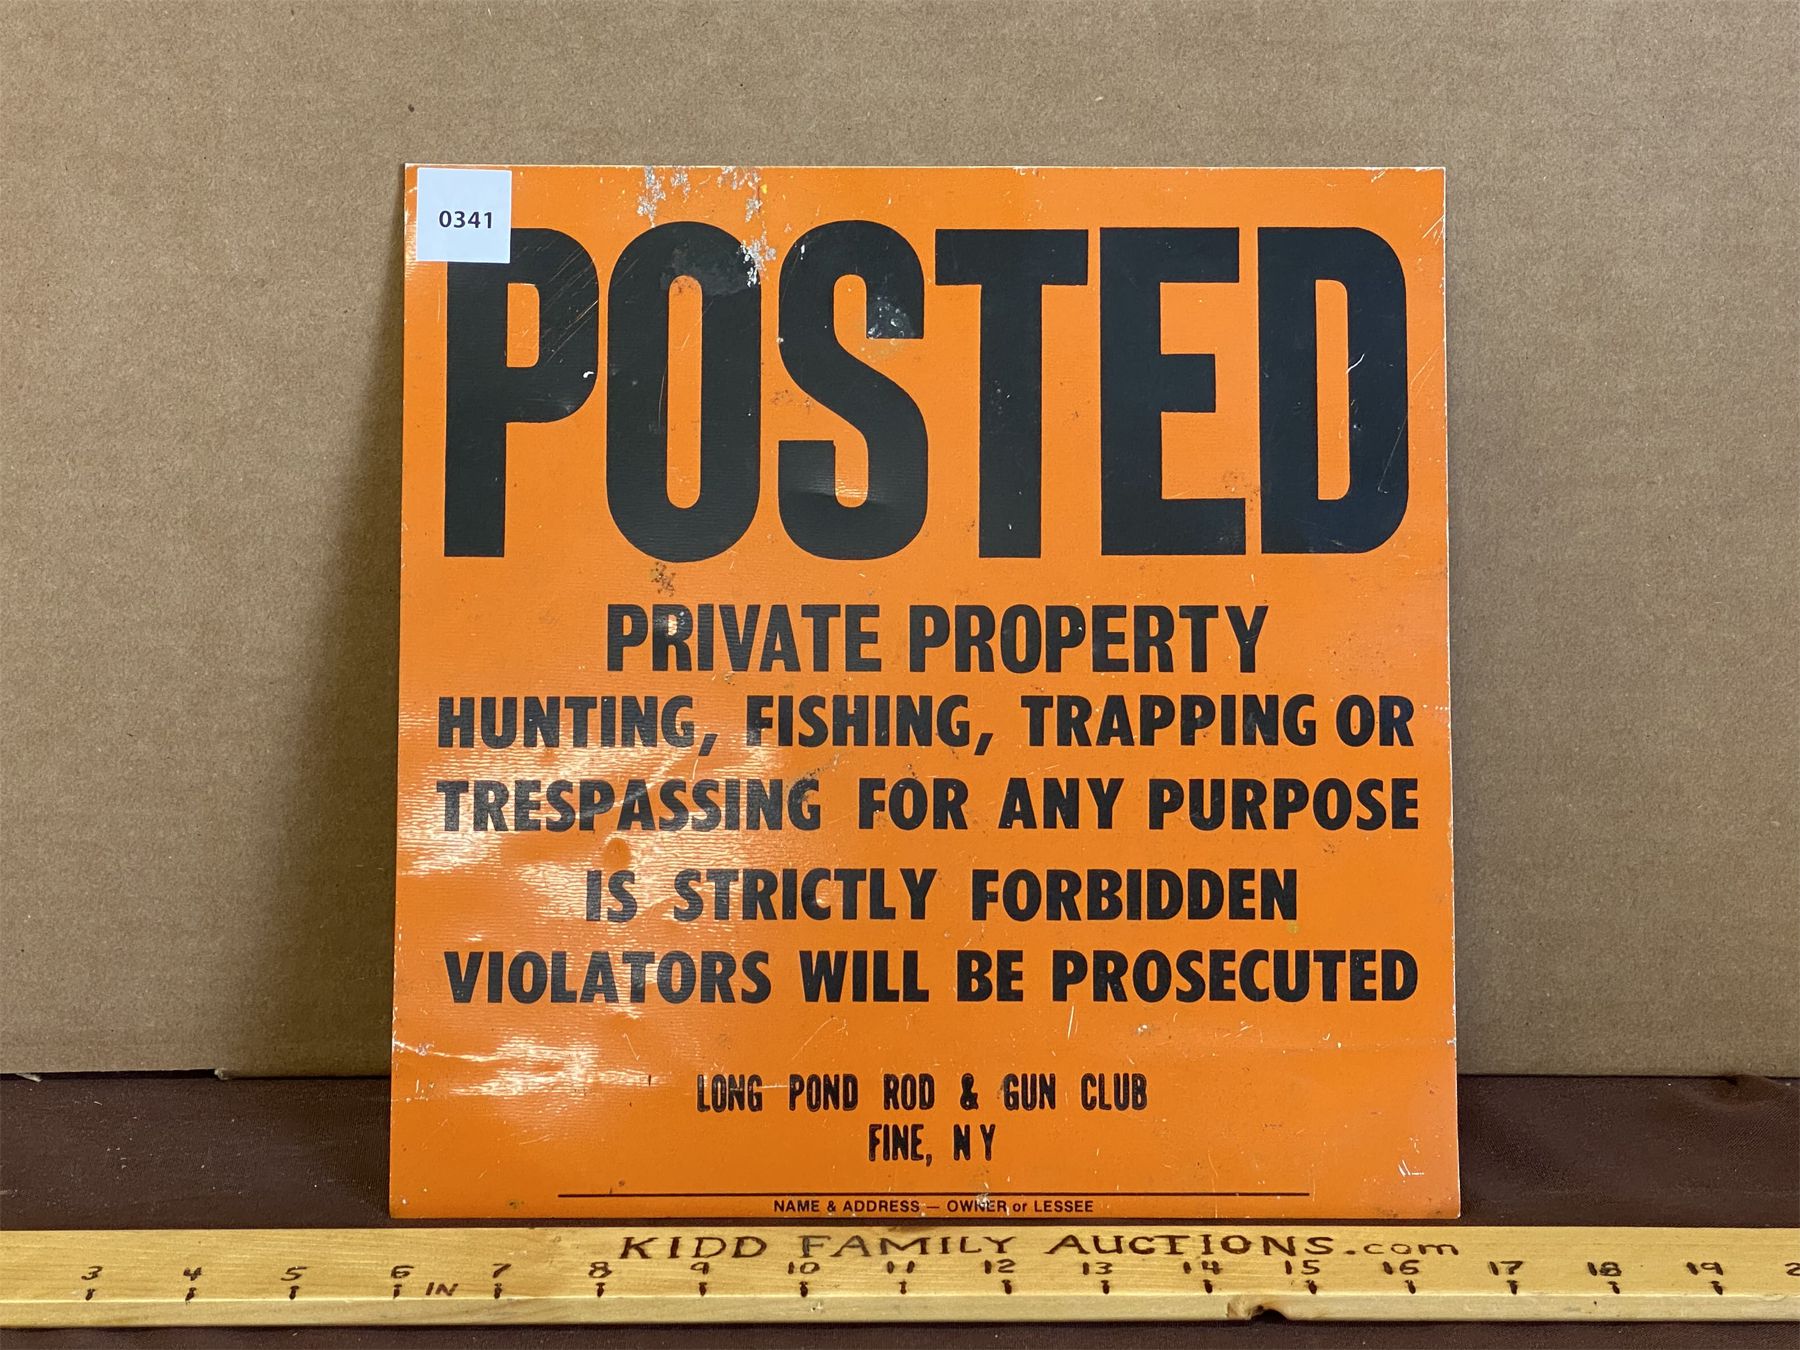 0341
POSTED
PRIVATE PROPERTY
HUNTING, FISHING, TRAPPING OR
TRESPASSING FOR ANY PURPOSE
IS STRICTLY FORBIDDEN
VIOLATORS WILL BE PROSECUTED
LONG POND ROD & GUN CLUB
FINE, N Y
NAME & ADDRESS — OWNER or LESSEE
KIDD FAMILY AUCTIONS.com
3 4 5 6 IN 7 8 9 10 11 12 13 14 15 16 17 18 19